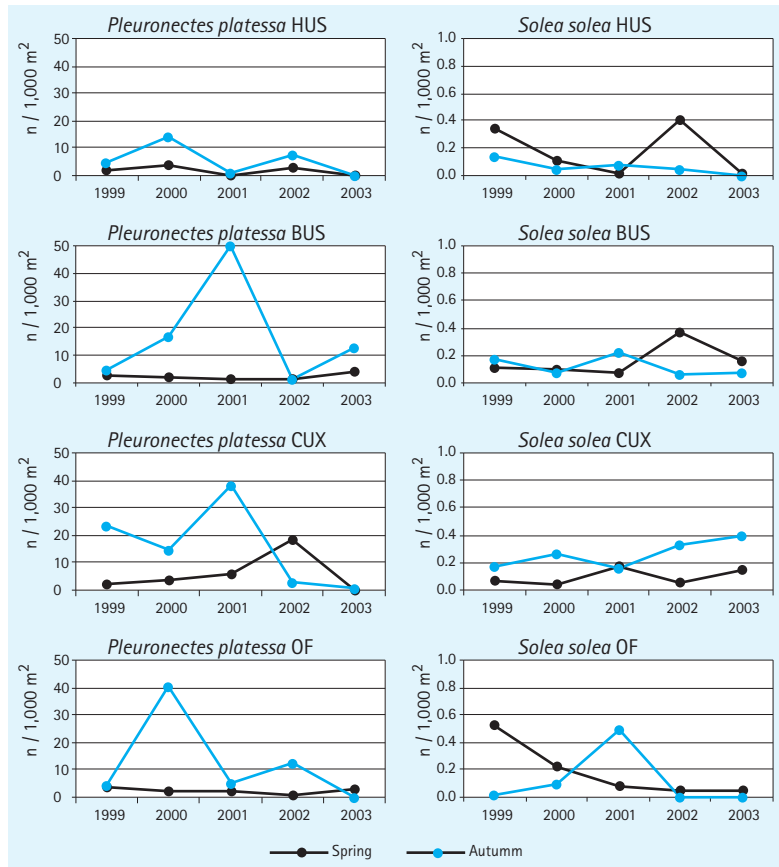 Pleuronectes platessa HUS
n / 1,000 m²
50
40
30
20
10
0
1999 2000 2001 2002 2003
Solea solea HUS
n / 1,000 m²
1.0
0.8
0.6
0.4
0.2
0.0
1999 2000 2001 2002 2003
Pleuronectes platessa BUS
n / 1,000 m²
50
40
30
20
10
0
1999 2000 2001 2002 2003
Solea solea BUS
n / 1,000 m²
1.0
0.8
0.6
0.4
0.2
0.0
1999 2000 2001 2002 2003
Pleuronectes platessa CUX
n / 1,000 m²
50
40
30
20
10
0
1999 2000 2001 2002 2003
Solea solea CUX
n / 1,000 m²
1.0
0.8
0.6
0.4
0.2
0.0
1999 2000 2001 2002 2003
Pleuronectes platessa OF
n / 1,000 m²
50
40
30
20
10
0
1999 2000 2001 2002 2003
Solea solea OF
n / 1,000 m²
1.0
0.8
0.6
0.4
0.2
0.0
1999 2000 2001 2002 2003
Spring Autumm